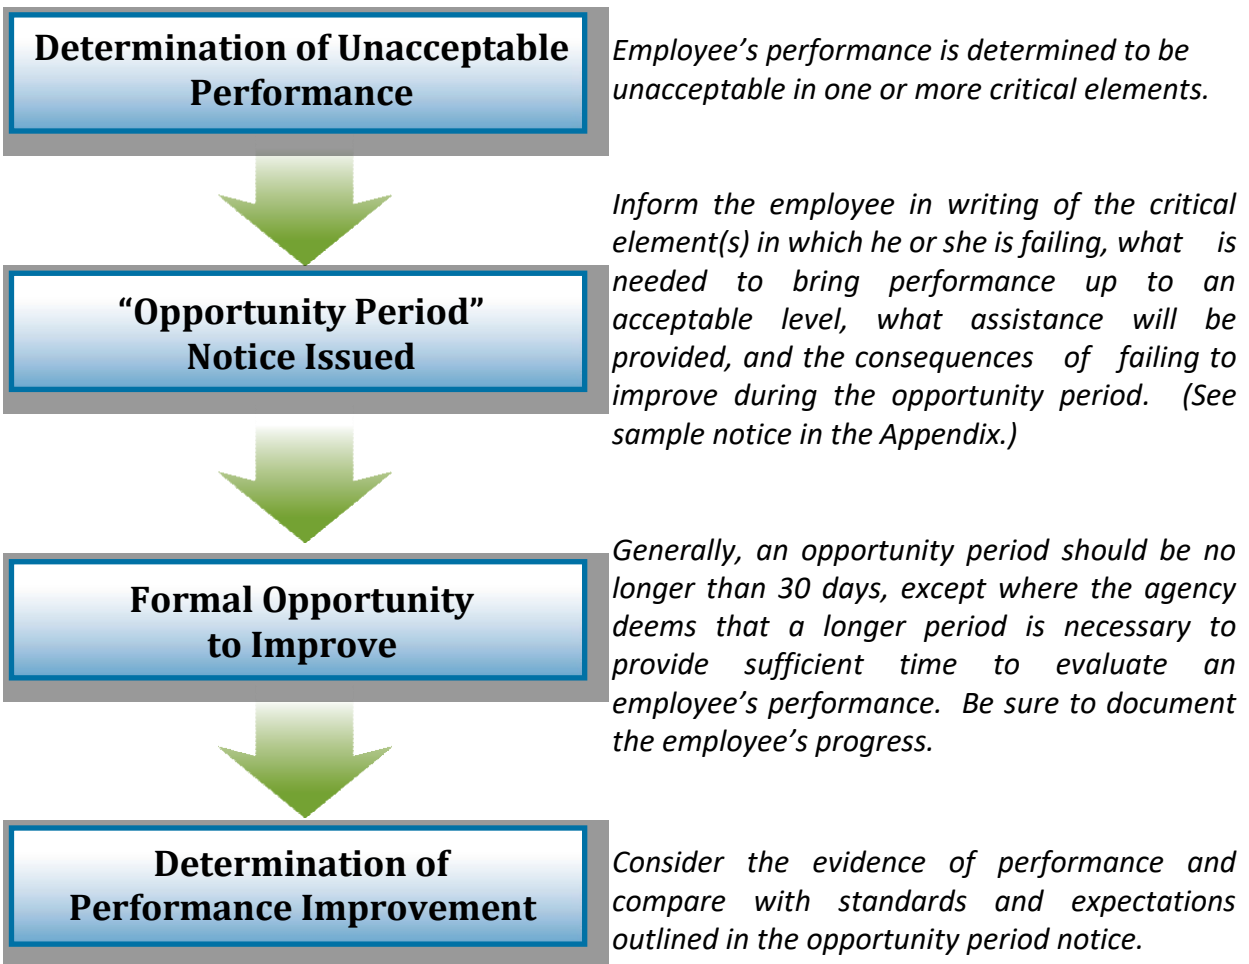 Determination of Unacceptable
Performance
Employee’s performance is determined to be
unacceptable in one or more critical elements.
“Opportunity Period”
Notice Issued
Inform the employee in writing of the critical
element(s) in which he or she is failing, what is
needed to bring performance up to an
acceptable level, what assistance will be
provided, and the consequences of failing to
improve during the opportunity period. (See
sample notice in the Appendix.)
Formal Opportunity
to Improve
Generally, an opportunity period should be no
longer than 30 days, except where the agency
deems that a longer period is necessary to
provide sufficient time to evaluate an
employee’s performance. Be sure to document
the employee’s progress.
Determination of
Performance Improvement
Consider the evidence of performance and
compare with standards and expectations
outlined in the opportunity period notice.